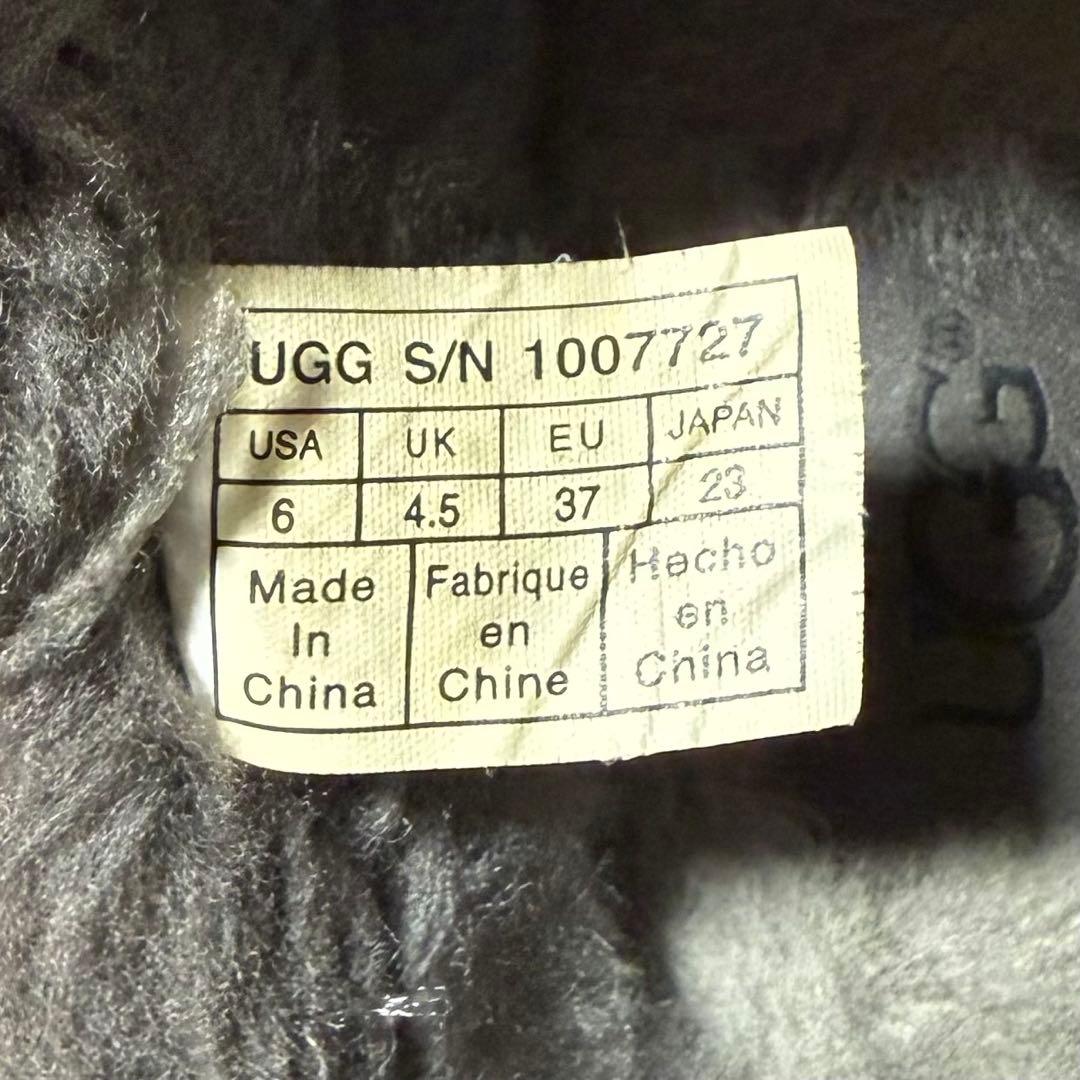 UGG S/N 1007727
USA UK EU JAPAN
6 4.5 37 23
Made
In
China
Fabrique
en
Chine
Hecho
en
China
UGG®